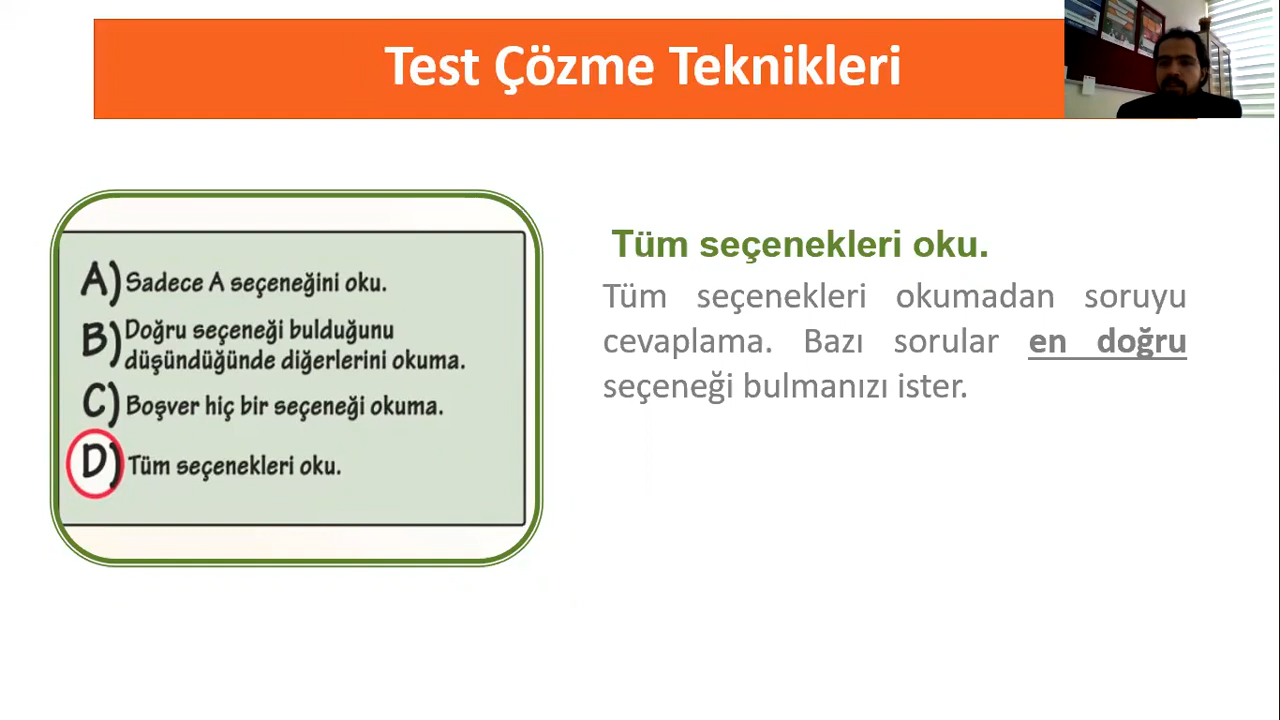 Test Çözme Teknikleri
A) Sadece A seçeneğini oku.
B) Doğru seçeneği bulduğunu
düşündüğünde diğerlerini okuma.
C) Boşver hiç bir seçeneği okuma.
D) Tüm seçenekleri oku.
Tüm seçenekleri oku.
Tüm seçenekleri okumadan soruyu
cevaplama. Bazı sorular en doğru
seçeneği bulmanızı ister.